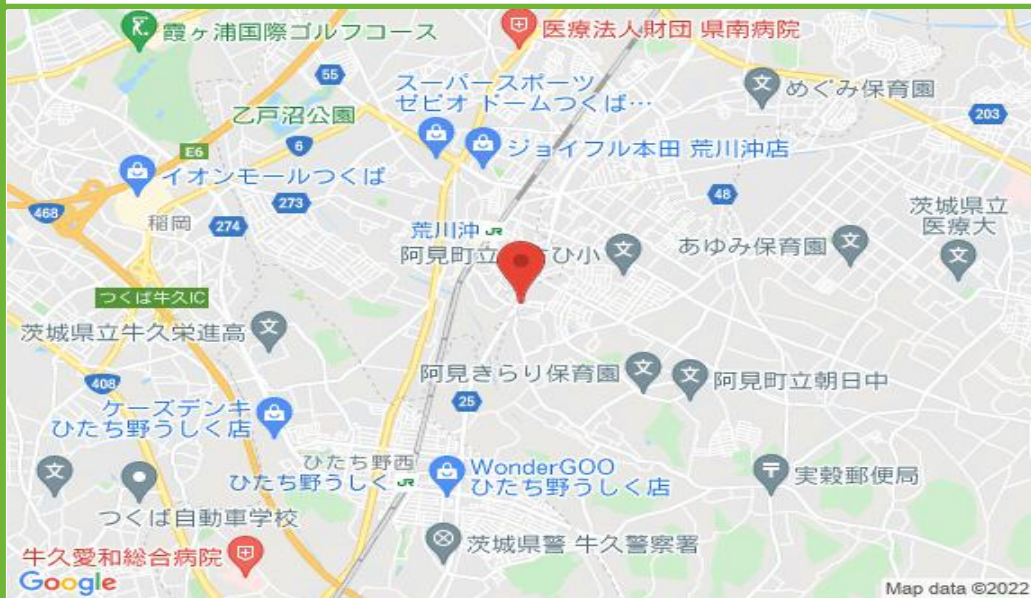 霞ヶ浦国際ゴルフコース
医療法人財団 県南病院
55
スーパースポーツ
ゼビオ ドームつくば…
めぐみ保育園
203
乙戸沼公園
6
E6
ジョイフル本田 荒川沖店
イオンモールつくば
468
稲岡
274
273
48
荒川沖 JR
阿見町立
ひ小
あゆみ保育園
茨城県立
医療大
つくば牛久IC
茨城県立牛久栄進高
阿見きらり保育園
阿見町立朝日中
408
25
ケーズデンキ
ひたち野うしく店
ひたち野西
ひたち野うしく JR
WonderGOO
ひたち野うしく店
実穀郵便局
つくば自動車学校
茨城県警 牛久警察署
牛久愛和総合病院
Google
Map data ©2022